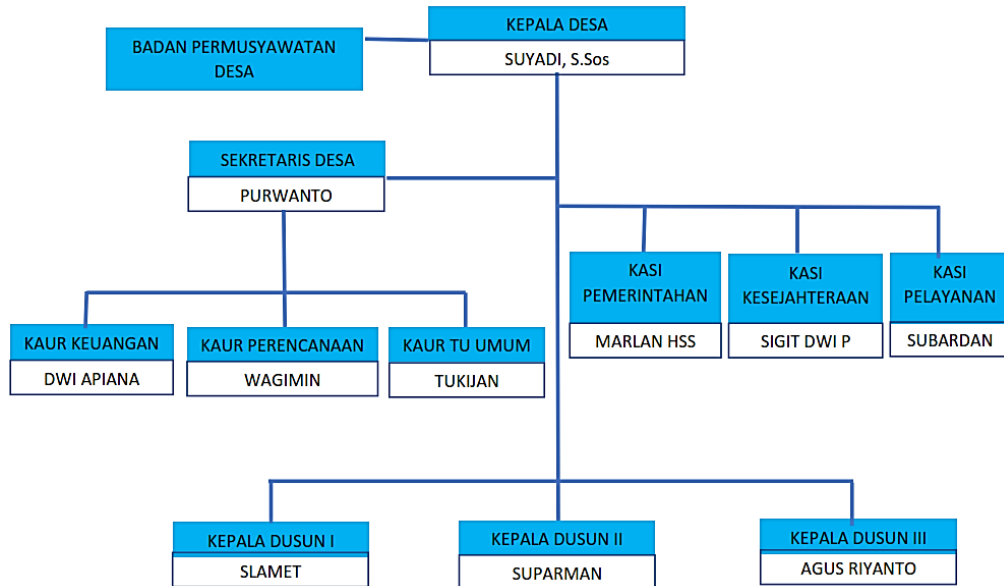 KEPALA DESA
SUYADI, S.Sos
BADAN PERMUSYAWATAN
DESA
SEKRETARIS DESA
PURWANTO
KASI
PEMERINTAHAN
MARLAN HSS
KASI
KESEJAHTERAAN
SIGIT DWI P
KASI
PELAYANAN
SUBARDAN
KAUR KEUANGAN
DWI APIANA
KAUR PERENCANAAN
WAGIMIN
KAUR TU UMUM
TUKIJAN
KEPALA DUSUN I
SLAMET
KEPALA DUSUN II
SUPARMAN
KEPALA DUSUN III
AGUS RIYANTO